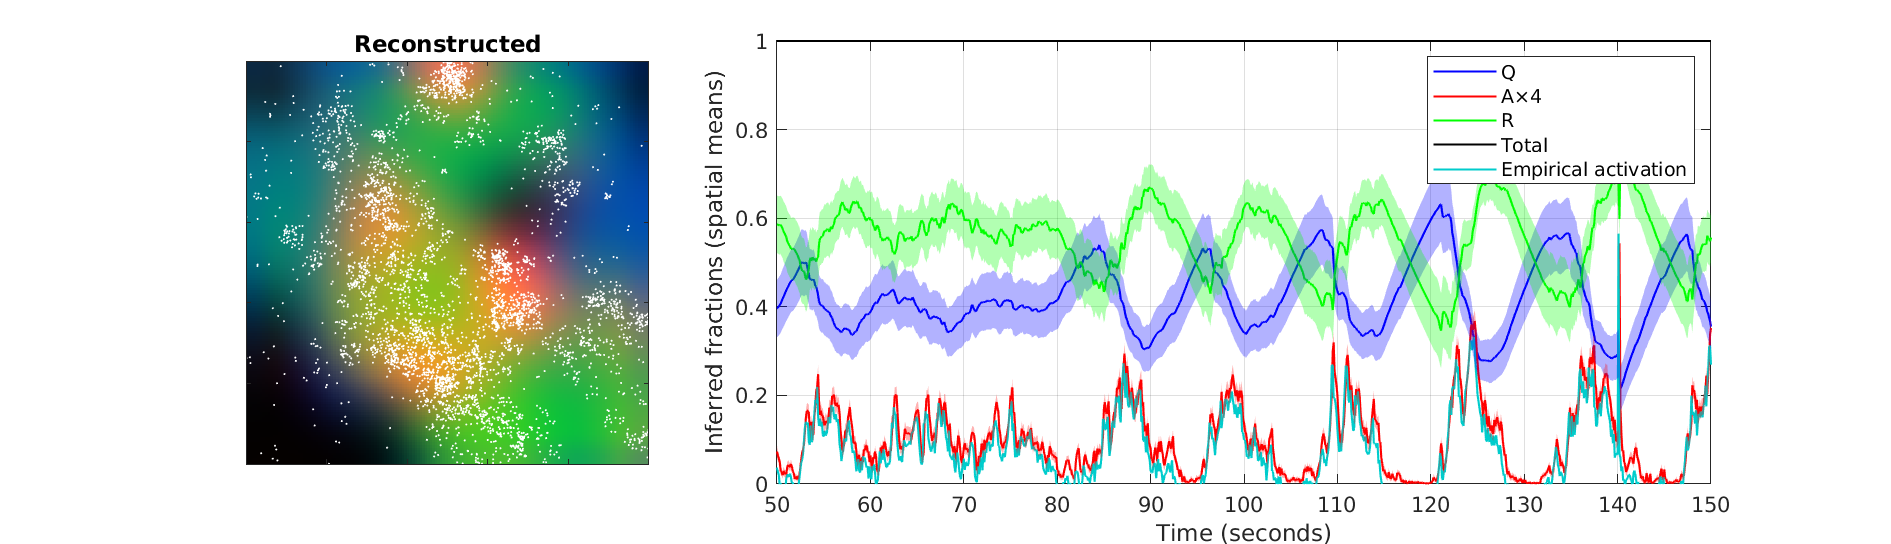 Reconstructed
Inferred fractions (spatial means)
1
0.8
0.6
0.4
0.2
0
50 60 70 80 90 100 110 120 130 140 150
Time (seconds)
Q
A×4
R
Total
Empirical activation